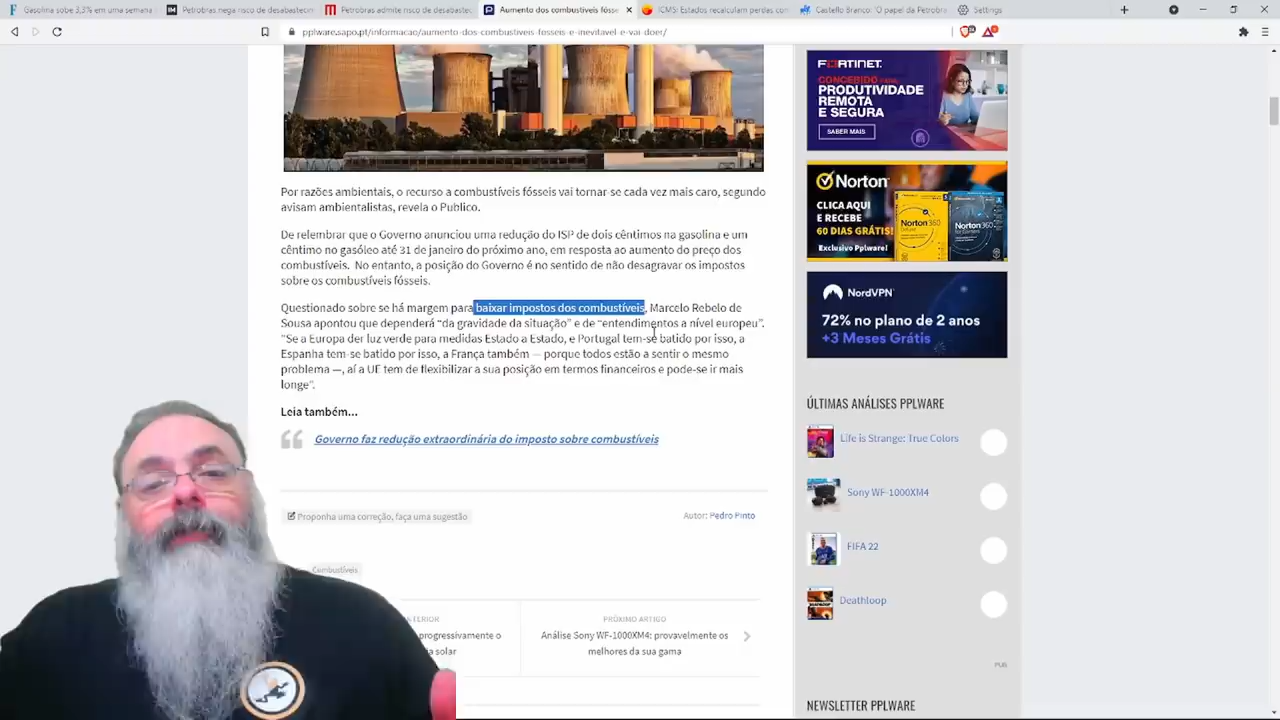 Gasolina sobe 3,3% em uma semana
Petrobras nega risco de desabastecim
Petrobras admite risco de desabastec
Aumento dos combustíveis fósse
ICMS: Estados recalculam perdas com
Castello Branco: 'O papel da Petrobra
Settings
pplware.sapo.pt/informacao/aumento-dos-combustiveis-fosseis-e-inevitavel-e-vai-doer/
Por razões ambientais, o recurso a combustíveis fósseis vai tornar-se cada vez mais caro, segundo
avisam ambientalistas, revela o Publico.
De relembrar que o Governo anunciou uma redução do ISP de dois cêntimos na gasolina e um
cêntimo no gasóleo até 31 de janeiro do próximo ano, em resposta ao aumento do preço dos
combustíveis. No entanto, a posição do Governo é no sentido de não desagravar os impostos
sobre os combustíveis fósseis.
Questionado sobre se há margem para baixar impostos dos combustíveis, Marcelo Rebelo de
Sousa apontou que dependerá "da gravidade da situação" e de "entendimentos a nível europeu".
"Se a Europa der luz verde para medidas Estado a Estado, e Portugal tem-se batido por isso, a
Espanha tem-se batido por isso, a França também — porque todos estão a sentir o mesmo
problema —, aí a UE tem de flexibilizar a sua posição em termos financeiros e pode-se ir mais
longe".
Leia também...
Governo faz redução extraordinária do imposto sobre combustíveis
Proponha uma correção, faça uma sugestão
Autor: Pedro Pinto
Combustíveis
progressivamente o
solar
PRÓXIMO ARTIGO
Análise Sony WF-1000XM4: provavelmente os
melhores da sua gama
FORTINET
CONCEBIDO PARA
PRODUTIVIDADE
REMOTA
E SEGURA
SABER MAIS
Norton
CLICA AQUI
E RECEBE
60 DIAS GRÁTIS!
Exclusivo Pplware!
NordVPN
72% no plano de 2 anos
+3 Meses Grátis
ÚLTIMAS ANÁLISES PPLWARE
Life is Strange: True Colors
Sony WF-1000XM4
FIFA 22
Deathloop
PUB
NEWSLETTER PPLWARE